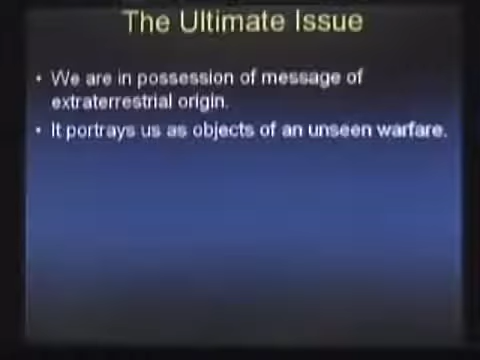 The Ultimate Issue
• We are in possession of message of
extraterrestrial origin.
• It portrays us as objects of an unseen warfare.